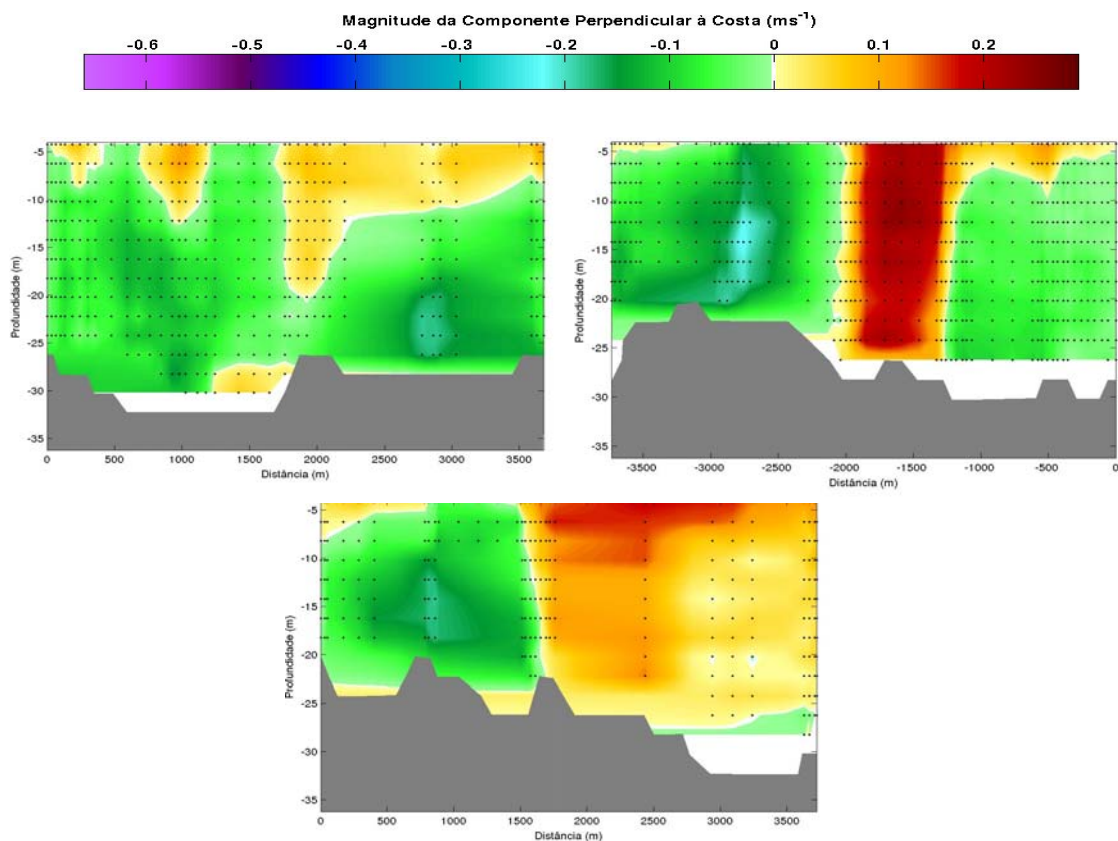 Magnitude da Componente Perpendicular à Costa (ms⁻¹)
-0.6 -0.5 -0.4 -0.3 -0.2 -0.1 0 0.1 0.2
-5
-10
-15
-20
-25
-30
-35
Profundidade (m)
0 500 1000 1500 2000 2500 3000 3500
Distância (m)
-5
-10
-15
-20
-25
-30
-35
Profundidade (m)
-3500 -3000 -2500 -2000 -1500 -1000 -500 0
Distância (m)
-5
-10
-15
-20
-25
-30
-35
Profundidade (m)
0 500 1000 1500 2000 2500 3000 3500
Distância (m)